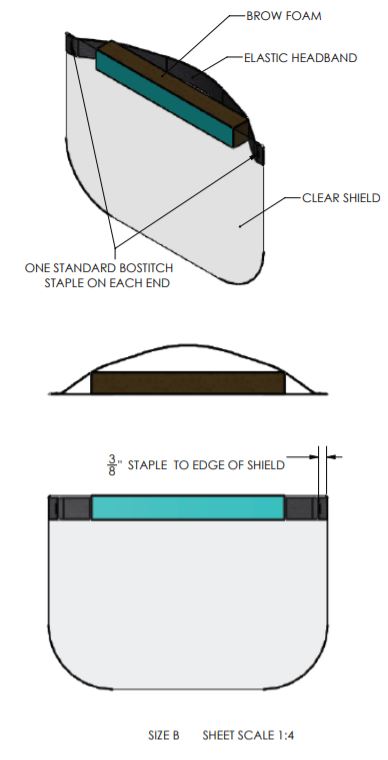 BROW FOAM
ELASTIC HEADBAND
CLEAR SHIELD
ONE STANDARD BOSTITCH
STAPLE ON EACH END
3/8" STAPLE TO EDGE OF SHIELD
SIZE B SHEET SCALE 1:4